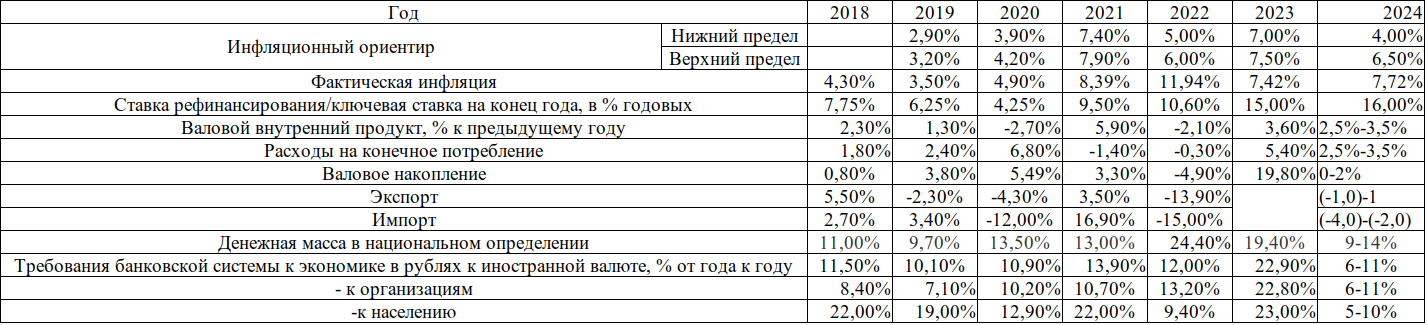 Год 2018 2019 2020 2021 2022 2023 2024
Инфляционный ориентир Нижний предел 2,90% 3,90% 7,40% 5,00% 7,00% 4,00%
Верхний предел 3,20% 4,20% 7,90% 6,00% 7,50% 6,50%
Фактическая инфляция 4,30% 3,50% 4,90% 8,39% 11,94% 7,42% 7,72%
Ставка рефинансирования/ключевая ставка на конец года, в % годовых 7,75% 6,25% 4,25% 9,50% 10,60% 15,00% 16,00%
Валовой внутренний продукт, % к предыдущему году 2,30% 1,30% -2,70% 5,90% -2,10% 3,60% 2,5%-3,5%
Расходы на конечное потребление 1,80% 2,40% 6,80% -1,40% -0,30% 5,40% 2,5%-3,5%
Валовое накопление 0,80% 3,80% 5,49% 3,30% -4,90% 19,80% 0-2%
Экспорт 5,50% -2,30% -4,30% 3,50% -13,90% (-1,0)-1
Импорт 2,70% 3,40% -12,00% 16,90% -15,00% (-4,0)-(-2,0)
Денежная масса в национальном определении 11,00% 9,70% 13,50% 13,00% 24,40% 19,40% 9-14%
Требования банковской системы к экономике в рублях к иностранной валюте, % от года к году 11,50% 10,10% 10,90% 13,90% 12,00% 22,90% 6-11%
- к организациям 8,40% 7,10% 10,20% 10,70% 13,20% 22,80% 6-11%
-к населению 22,00% 19,00% 12,90% 22,00% 9,40% 23,00% 5-10%